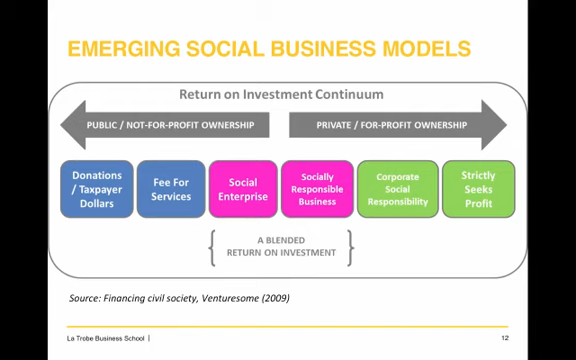 EMERGING SOCIAL BUSINESS MODELS
Return on Investment Continuum
PUBLIC / NOT-FOR-PROFIT OWNERSHIP
PRIVATE / FOR-PROFIT OWNERSHIP
Donations
/ Taxpayer
Dollars
Fee For
Services
Social
Enterprise
Socially
Responsible
Business
Corporate
Social
Responsibility
Strictly
Seeks
Profit
A BLENDED
RETURN ON INVESTMENT
Source: Financing civil society, Venturesome (2009)
La Trobe Business School |
12